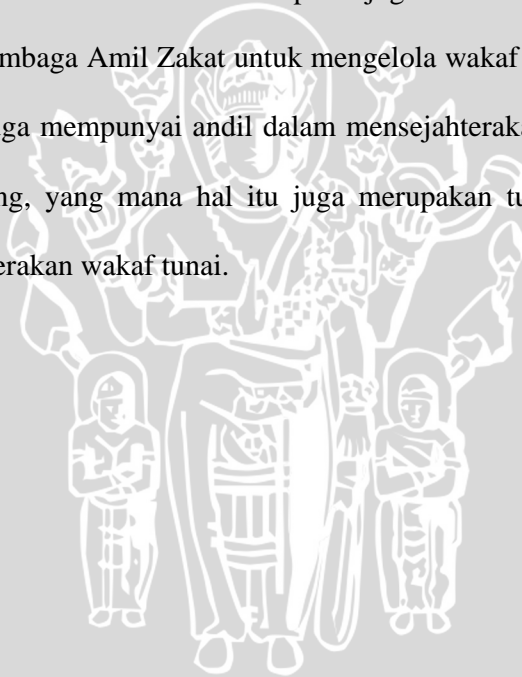 mbaga Amil Zakat untuk mengelola wakaf
ga mempunyai andil dalam mensejahteraka
ng, yang mana hal itu juga merupakan tu
erakan wakaf tunai.